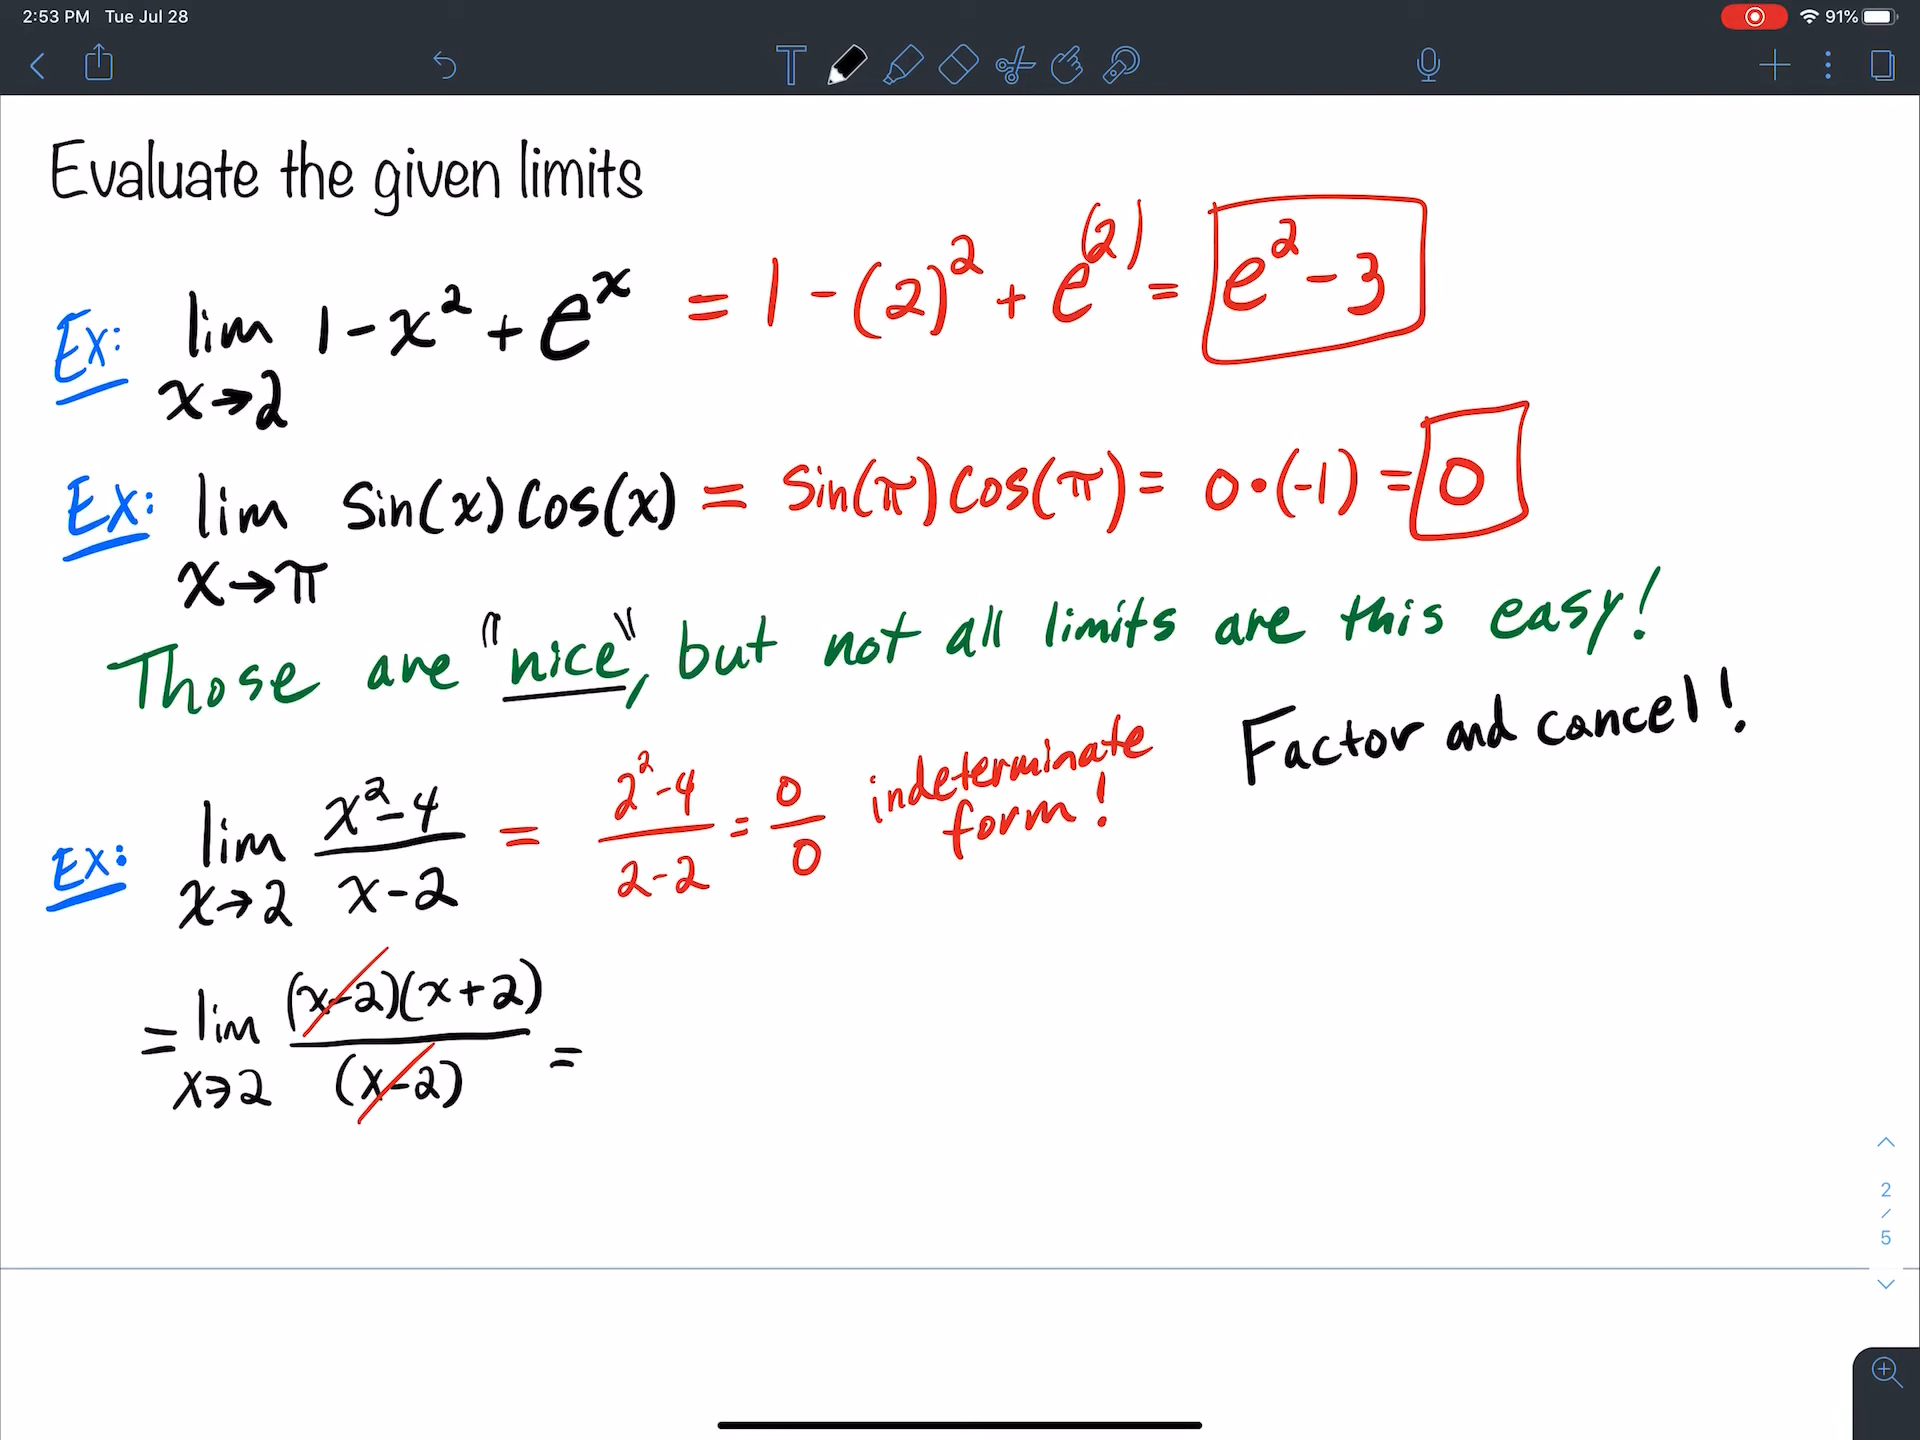 2:53 PM Tue Jul 28
91%
Evaluate the given limits
Ex: lim x→2 1-x² + eˣ = 1-(2)² + e⁽²⁾ = e²-3
Ex: lim x→π Sin(x) Cos(x) = Sin(π) Cos(π) = 0•(-1) = 0
Those are "nice", but not all limits are this easy!
Factor and cancel!
Ex: lim x→2 (x²-4)/(x-2) = (2²-4)/(2-2) = 0/0 indeterminate form!
= lim x→2 (x-2)(x+2)/(x-2) =
2
/
5